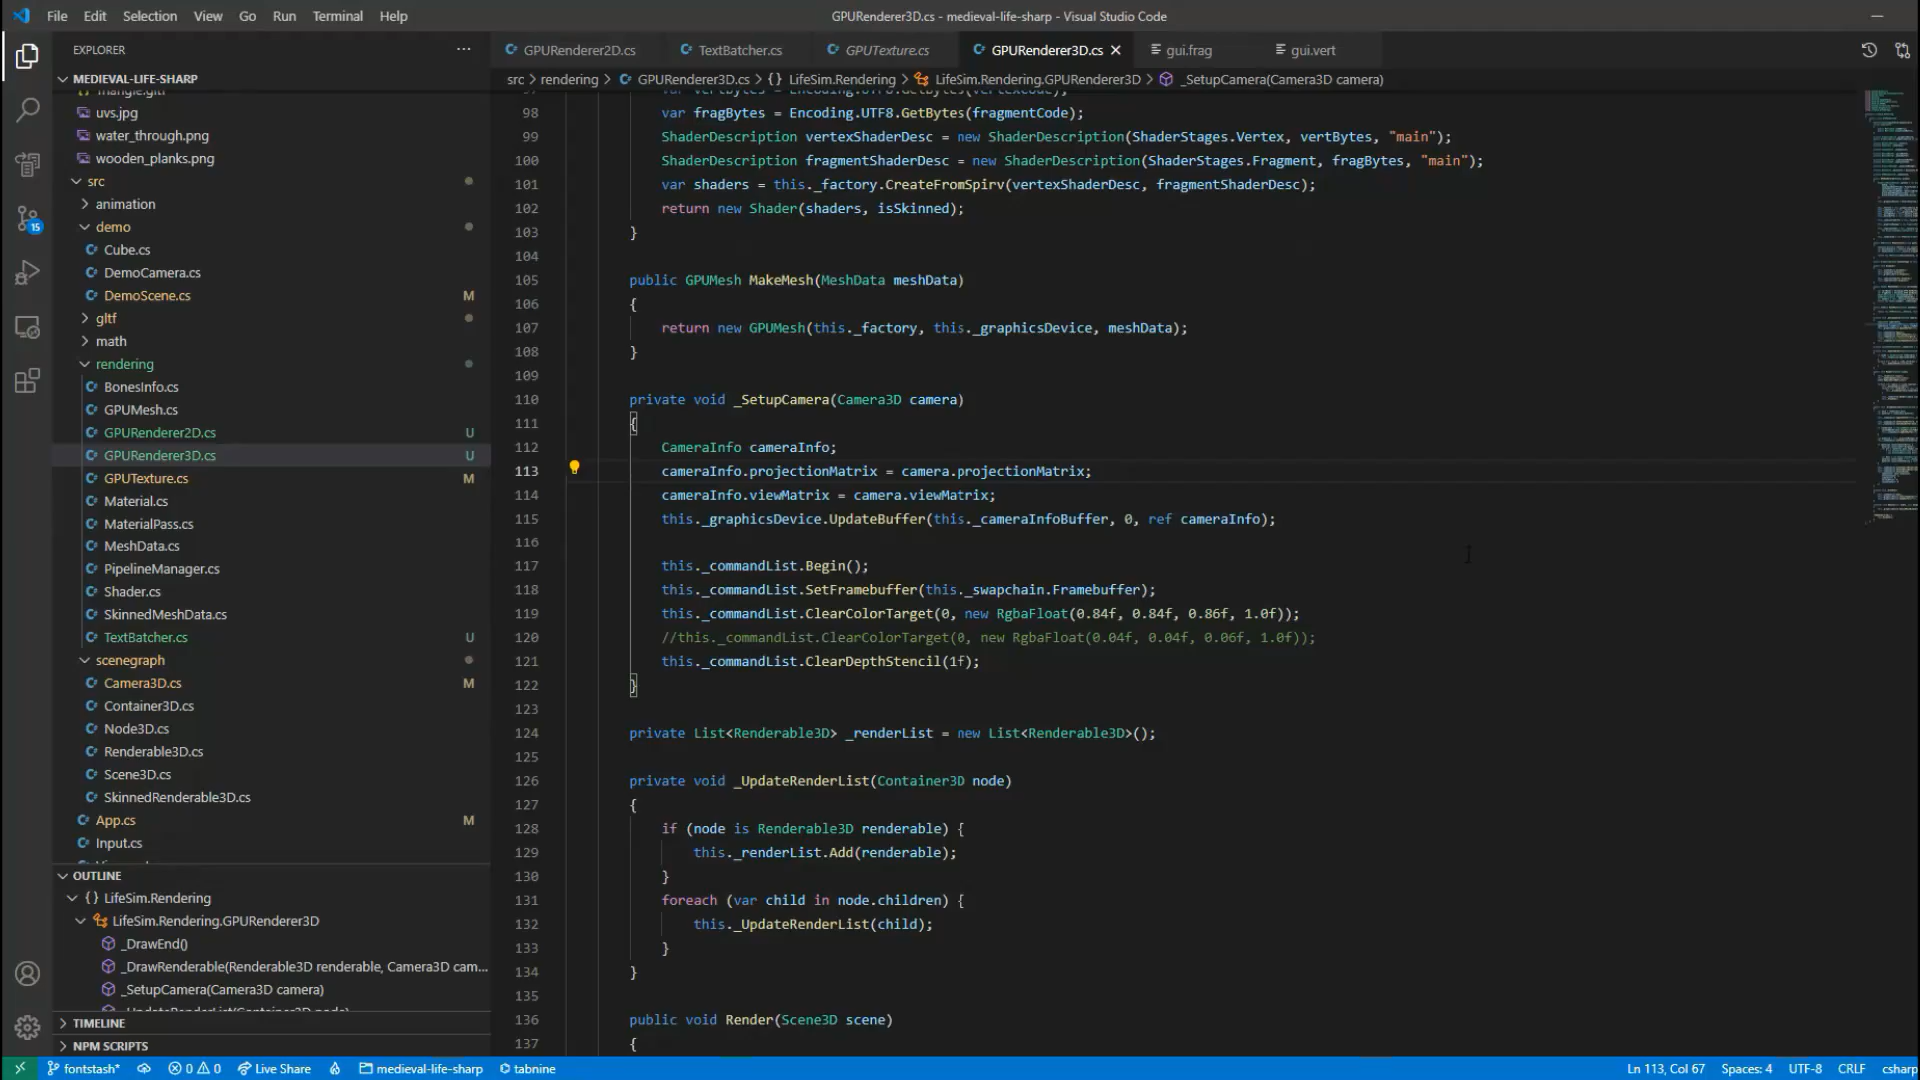 File Edit Selection View Go Run Terminal Help
GPURenderer3D.cs - medieval-life-sharp - Visual Studio Code
EXPLORER
MEDIEVAL-LIFE-SHARP
triangle.gltf
uvs.jpg
water_through.png
wooden_planks.png
src
animation
demo
Cube.cs
DemoCamera.cs
DemoScene.cs M
gltf
math
rendering
BonesInfo.cs
GPUMesh.cs
GPURenderer2D.cs U
GPURenderer3D.cs U
GPUTexture.cs M
Material.cs
MaterialPass.cs
MeshData.cs
PipelineManager.cs
Shader.cs
SkinnedMeshData.cs
TextBatcher.cs U
scenegraph
Camera3D.cs M
Container3D.cs
Node3D.cs
Renderable3D.cs
Scene3D.cs
SkinnedRenderable3D.cs
App.cs M
Input.cs
OUTLINE
{} LifeSim.Rendering
LifeSim.Rendering.GPURenderer3D
_DrawEnd()
_DrawRenderable(Renderable3D renderable, Camera3D cam...
_SetupCamera(Camera3D camera)
_UpdateRenderList(Container3D node)
TIMELINE
NPM SCRIPTS
15
GPURenderer2D.cs TextBatcher.cs GPUTexture.cs GPURenderer3D.cs gui.frag gui.vert
src > rendering > GPURenderer3D.cs > {} LifeSim.Rendering > LifeSim.Rendering.GPURenderer3D > _SetupCamera(Camera3D camera)
97 var vertBytes = Encoding.UTF8.GetBytes(vertexCode);
98 var fragBytes = Encoding.UTF8.GetBytes(fragmentCode);
99 ShaderDescription vertexShaderDesc = new ShaderDescription(ShaderStages.Vertex, vertBytes, "main");
100 ShaderDescription fragmentShaderDesc = new ShaderDescription(ShaderStages.Fragment, fragBytes, "main");
101 var shaders = this._factory.CreateFromSpirv(vertexShaderDesc, fragmentShaderDesc);
102 return new Shader(shaders, isSkinned);
103 }
104
105 public GPUMesh MakeMesh(MeshData meshData)
106 {
107 return new GPUMesh(this._factory, this._graphicsDevice, meshData);
108 }
109
110 private void _SetupCamera(Camera3D camera)
111 {
112 CameraInfo cameraInfo;
113 cameraInfo.projectionMatrix = camera.projectionMatrix;
114 cameraInfo.viewMatrix = camera.viewMatrix;
115 this._graphicsDevice.UpdateBuffer(this._cameraInfoBuffer, 0, ref cameraInfo);
116
117 this._commandList.Begin();
118 this._commandList.SetFramebuffer(this._swapchain.Framebuffer);
119 this._commandList.ClearColorTarget(0, new RgbaFloat(0.84f, 0.84f, 0.86f, 1.0f));
120 //this._commandList.ClearColorTarget(0, new RgbaFloat(0.04f, 0.04f, 0.06f, 1.0f));
121 this._commandList.ClearDepthStencil(1f);
122 }
123
124 private List<Renderable3D> _renderList = new List<Renderable3D>();
125
126 private void _UpdateRenderList(Container3D node)
127 {
128 if (node is Renderable3D renderable) {
129 this._renderList.Add(renderable);
130 }
131 foreach (var child in node.children) {
132 this._UpdateRenderList(child);
133 }
134 }
135
136 public void Render(Scene3D scene)
137 {
fontstash* 0 0 Live Share medieval-life-sharp tabnine
Ln 113, Col 67 Spaces: 4 UTF-8 CRLF csharp